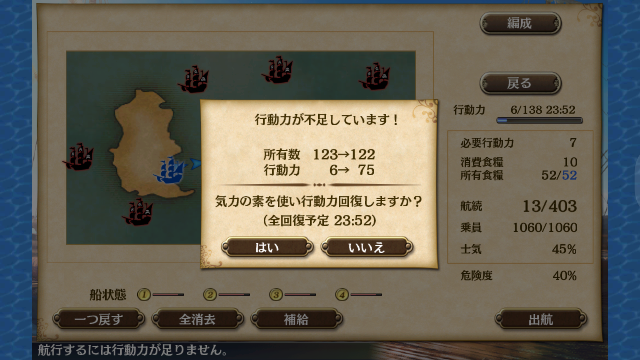 編成
戻る
行動力 6/138 23:52
行動力が不足しています！
所有数 123→122
行動力 6→ 75
気力の素を使い行動力回復しますか？
（全回復予定 23:52）
はい
いいえ
必要行動力 7
消費食糧 10
所有食糧 52/52
航続 13/403
乗員 1060/1060
士気 45%
危険度 40%
船状態 1 2 3 4
一つ戻す
全消去
補給
出航
航行するには行動力が足りません。